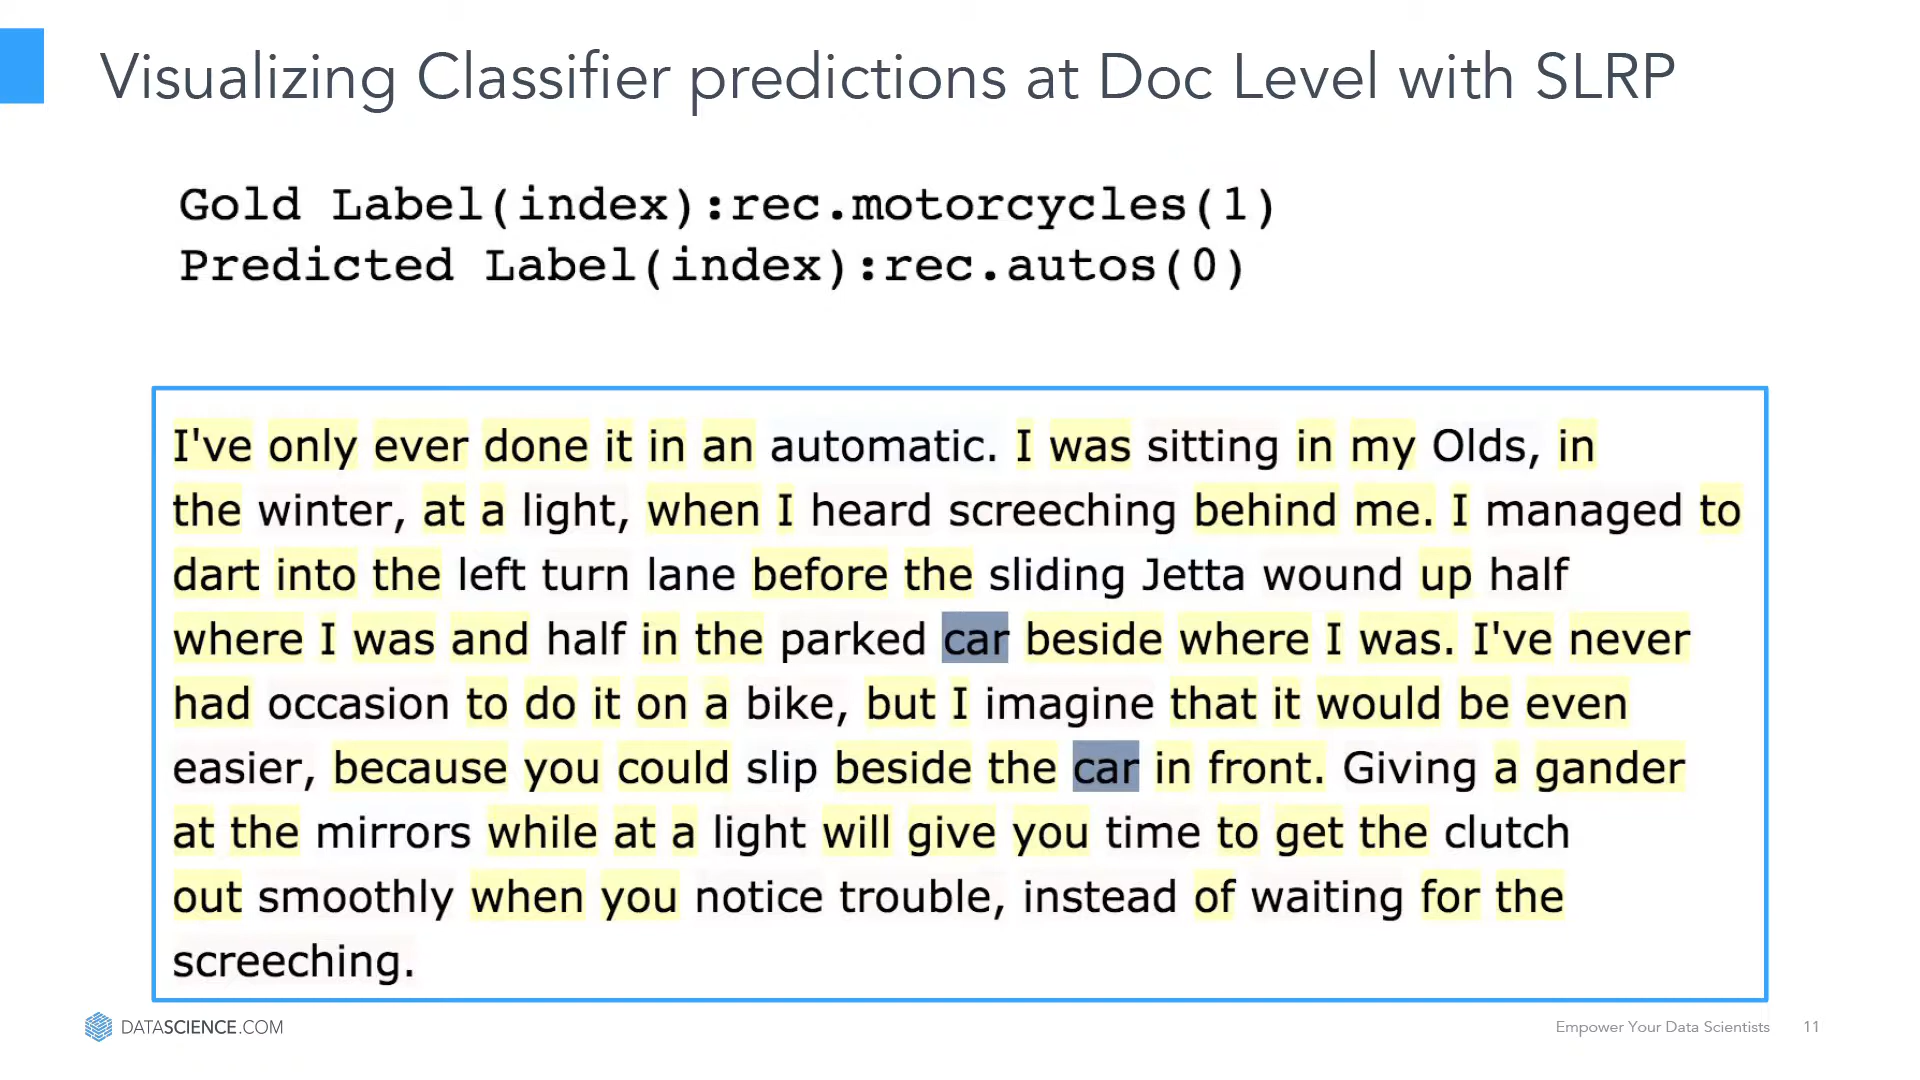 Visualizing Classifier predictions at Doc Level with SLRP
Gold Label(index):rec.motorcycles(1)
Predicted Label(index):rec.autos(0)
I've only ever done it in an automatic. I was sitting in my Olds, in
the winter, at a light, when I heard screeching behind me. I managed to
dart into the left turn lane before the sliding Jetta wound up half
where I was and half in the parked car beside where I was. I've never
had occasion to do it on a bike, but I imagine that it would be even
easier, because you could slip beside the car in front. Giving a gander
at the mirrors while at a light will give you time to get the clutch
out smoothly when you notice trouble, instead of waiting for the
screeching.
DATASCIENCE.COM
Empower Your Data Scientists 11